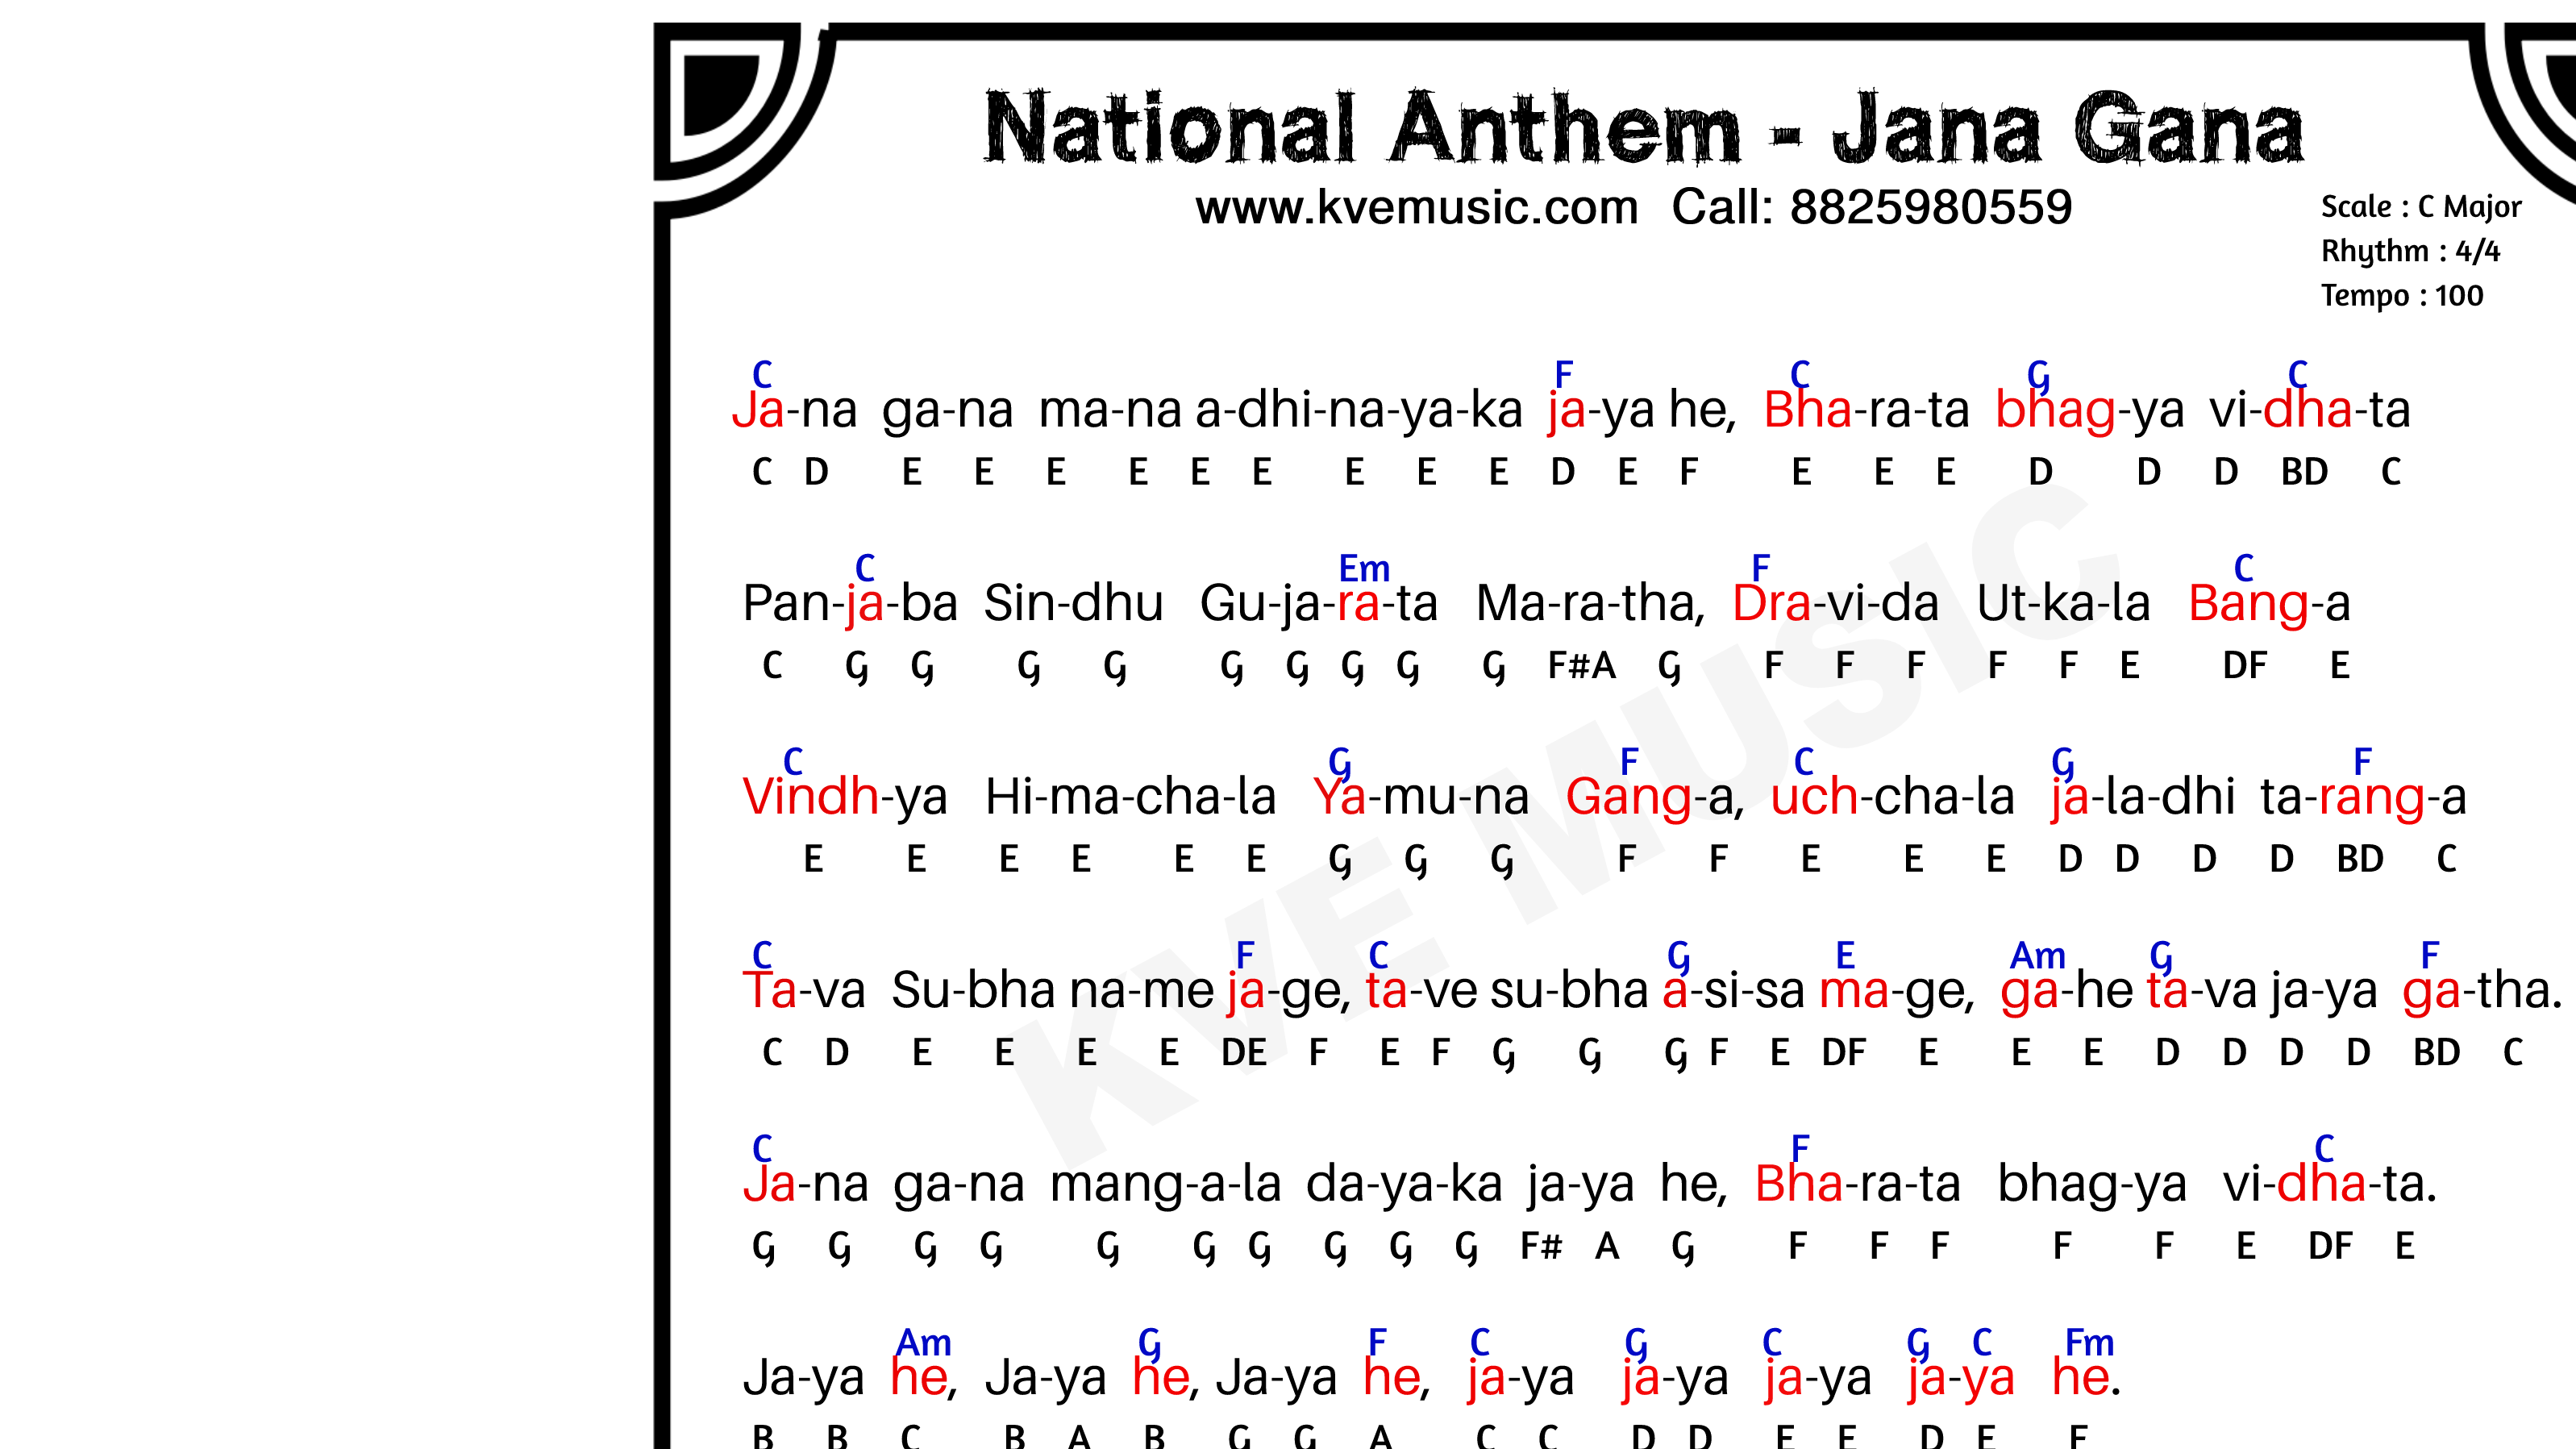 National Anthem - Jana Gana
www.kvemusic.com Call: 8825980559
Scale : C Major
Rhythm : 4/4
Tempo : 100
C F C G C
Ja-na ga-na ma-na a-dhi-na-ya-ka ja-ya he, Bha-ra-ta bhag-ya vi-dha-ta
C D E E E E E E E E E D E F E E E D D D BD C
C Em F C
Pan-ja-ba Sin-dhu Gu-ja-ra-ta Ma-ra-tha, Dra-vi-da Ut-ka-la Bang-a
C G G G G G G G G G F#A G F F F F F E DF E
C G F C G F
Vindh-ya Hi-ma-cha-la Ya-mu-na Gang-a, uch-cha-la ja-la-dhi ta-rang-a
E E E E E E G G G F F E E E D D D D BD C
C F C G E Am G F
Ta-va Su-bha na-me ja-ge, ta-ve su-bha a-si-sa ma-ge, ga-he ta-va ja-ya ga-tha.
C D E E E E DE F E F G G G F E DF E E E D D D D BD C
C F C
Ja-na ga-na mang-a-la da-ya-ka ja-ya he, Bha-ra-ta bhag-ya vi-dha-ta.
G G G G G G G G G G F# A G F F F F F E DF E
Am G F C G C G C Fm
Ja-ya he, Ja-ya he, Ja-ya he, ja-ya ja-ya ja-ya ja-ya he.
B B C B A B G G A C C D D E E D E F
KVE MUSIC